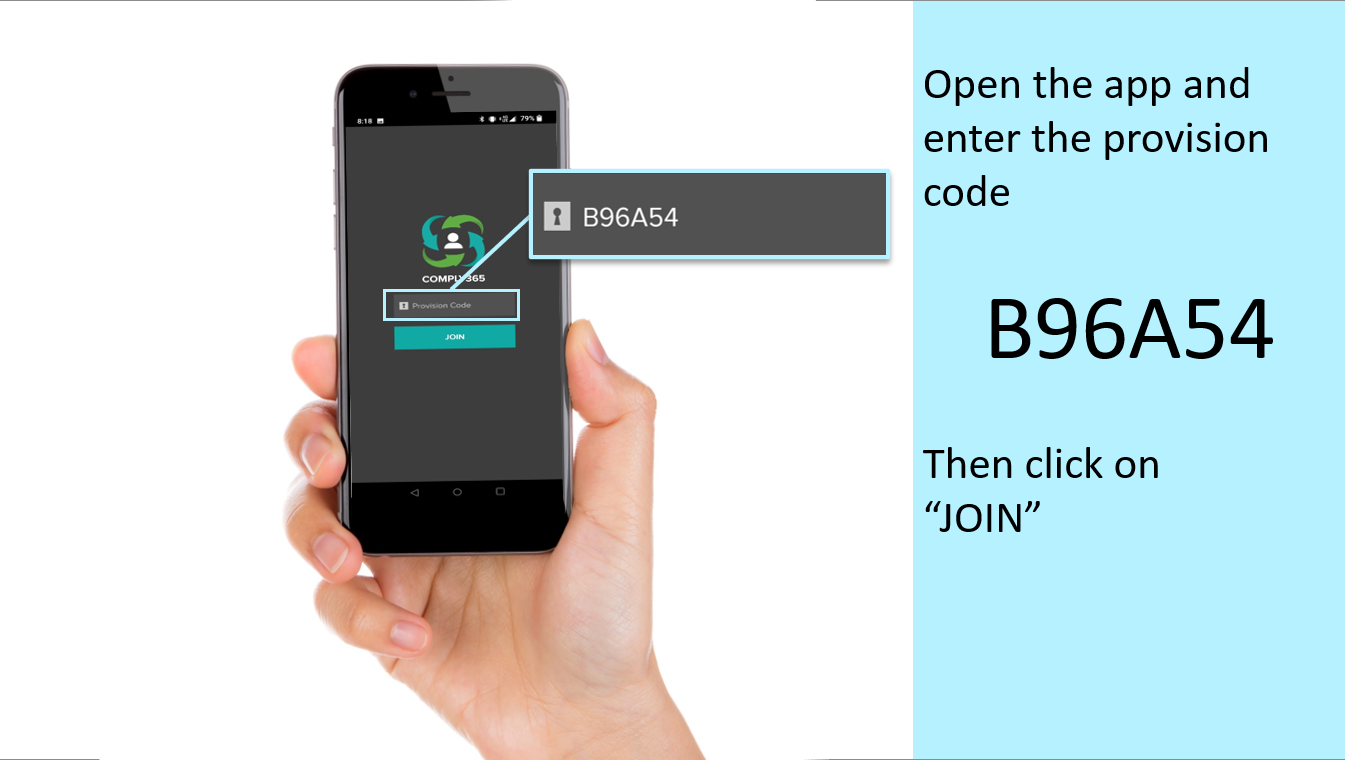 8:18
79%
COMPLY365
Provision Code
JOIN
B96A54
Open the app and
enter the provision
code
B96A54
Then click on
“JOIN”